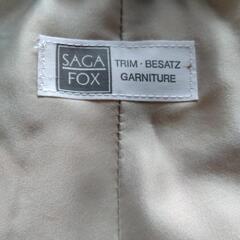 SAGA
FOX
TRIM · BESATZ
GARNITURE